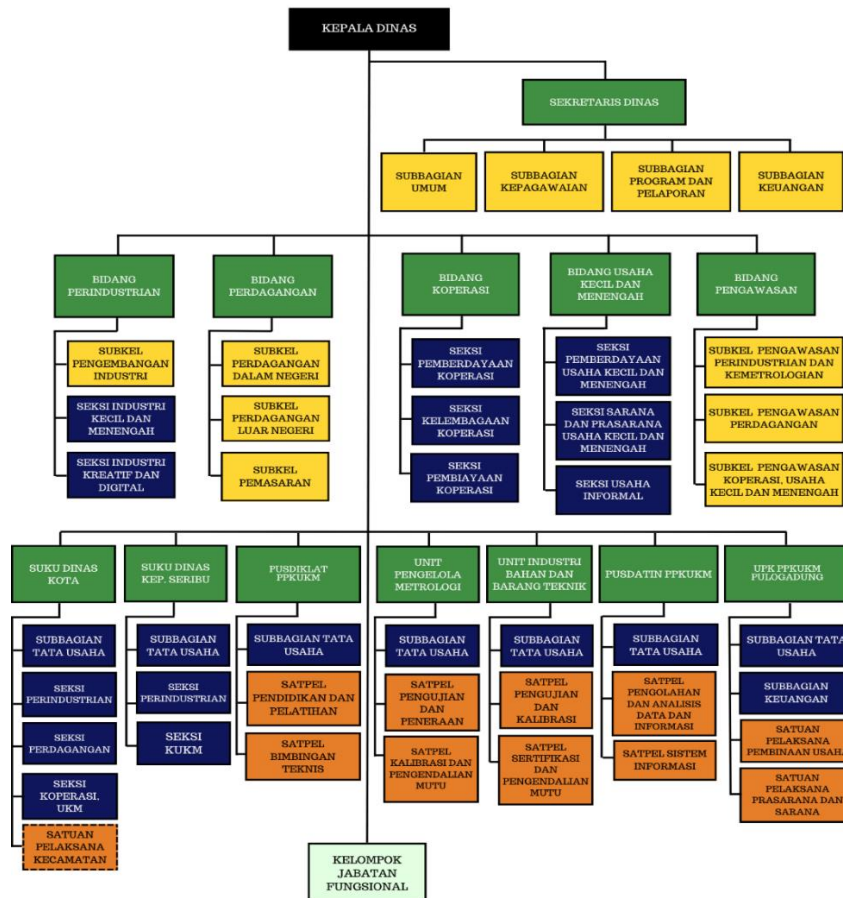 KEPALA DINAS
SEKRETARIS DINAS
SUBBAGIAN
UMUM
SUBBAGIAN
KEPAGAWAIAN
SUBBAGIAN
PROGRAM DAN
PELAPORAN
SUBBAGIAN
KEUANGAN
BIDANG
PERINDUSTRIAN
BIDANG
PERDAGANGAN
BIDANG
KOPERASI
BIDANG USAHA
KECIL DAN
MENENGAH
BIDANG
PENGAWASAN
SUBKEL
PENGEMBANGAN
INDUSTRI
SEKSI INDUSTRI
KECIL DAN
MENENGAH
SEKSI INDUSTRI
KREATIF DAN
DIGITAL
SUBKEL
PERDAGANGAN
DALAM NEGERI
SUBKEL
PERDAGANGAN
LUAR NEGERI
SUBKEL
PEMASARAN
SEKSI
PEMBERDAYAAN
KOPERASI
SEKSI
KELEMBAGAAN
KOPERASI
SEKSI
PEMBIAYAAN
KOPERASI
SEKSI
PEMBERDAYAAN
USAHA KECIL DAN
MENENGAH
SEKSI SARANA
DAN PRASARANA
USAHA KECIL DAN
MENENGAH
SEKSI USAHA
INFORMAL
SUBKEL PENGAWASAN
PERINDUSTRIAN DAN
KEMETROLOGIAN
SUBKEL PENGAWASAN
PERDAGANGAN
SUBKEL PENGAWASAN
KOPERASI, USAHA
KECIL DAN MENENGAH
SUKU DINAS
KOTA
SUKU DINAS
KEP. SERIBU
PUSDIKLAT
PPKUKM
UNIT
PENGELOLA
METROLOGI
UNIT INDUSTRI
BAHAN DAN
BARANG TEKNIK
PUSDATIN PPKUKM
UPK PPKUKM
PULOGADUNG
SUBBAGIAN
TATA USAHA
SEKSI
PERINDUSTRIAN
SEKSI
PERDAGANGAN
SEKSI
KOPERASI,
UKM
SATUAN
PELAKSANA
KECAMATAN
SUBBAGIAN
TATA USAHA
SEKSI
PERINDUSTRIAN
SEKSI
KUKM
SUBBAGIAN TATA
USAHA
SATPEL
PENDIDIKAN DAN
PELATIHAN
SATPEL
BIMBINGAN
TEKNIS
SUBBAGIAN
TATA USAHA
SATPEL
PENGUJIAN
DAN
PENERAAN
SATPEL
KALIBRASI DAN
PENGENDALIAN
MUTU
SUBBAGIAN
TATA USAHA
SATPEL
PENGUJIAN
DAN
KALIBRASI
SATPEL
SERTIFIKASI
DAN
PENGENDALIAN
MUTU
SUBBAGIAN
TATA USAHA
SATPEL
PENGOLAHAN
DAN ANALISIS
DATA DAN
INFORMASI
SATPEL SISTEM
INFORMASI
SUBBAGIAN TATA
USAHA
SUBBAGIAN
KEUANGAN
SATUAN
PELAKSANA
PEMBINAAN USAHA
SATUAN
PELAKSANA
PRASARANA DAN
SARANA
KELOMPOK
JABATAN
FUNGSIONAL